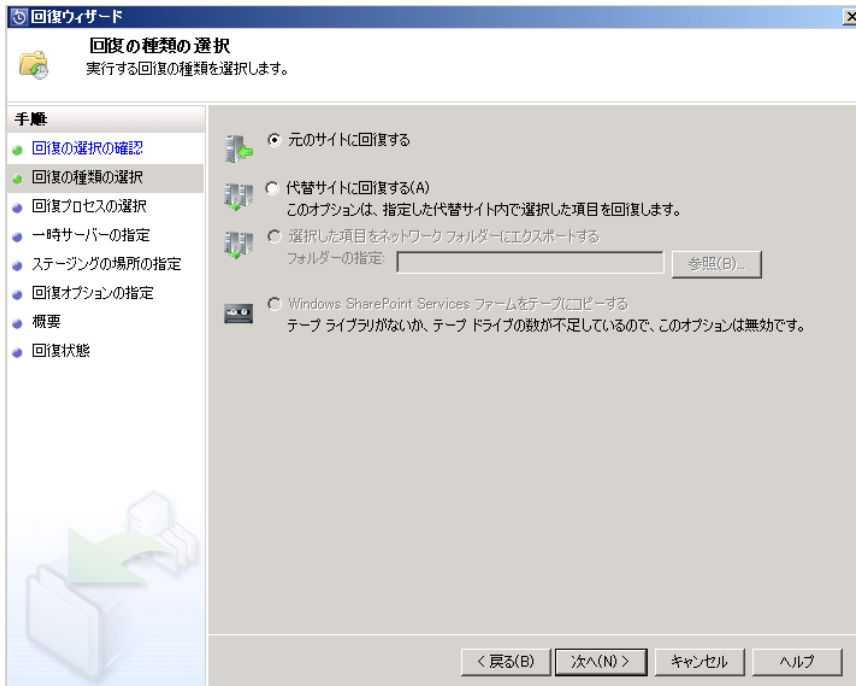 回復ウィザード
回復の種類の選択
実行する回復の種類を選択します。
手順
回復の選択の確認
回復の種類の選択
回復プロセスの選択
一時サーバーの指定
ステージングの場所の指定
回復オプションの指定
概要
回復状態
元のサイトに回復する
代替サイトに回復する(A)
このオプションは、指定した代替サイト内で選択した項目を回復します。
選択した項目をネットワーク フォルダーにエクスポートする
フォルダーの指定:
参照(B)...
Windows SharePoint Services ファームをテープにコピーする
テープ ライブラリがないか、テープ ドライブの数が不足しているので、このオプションは無効です。
< 戻る(B)
次へ(N) >
キャンセル
ヘルプ